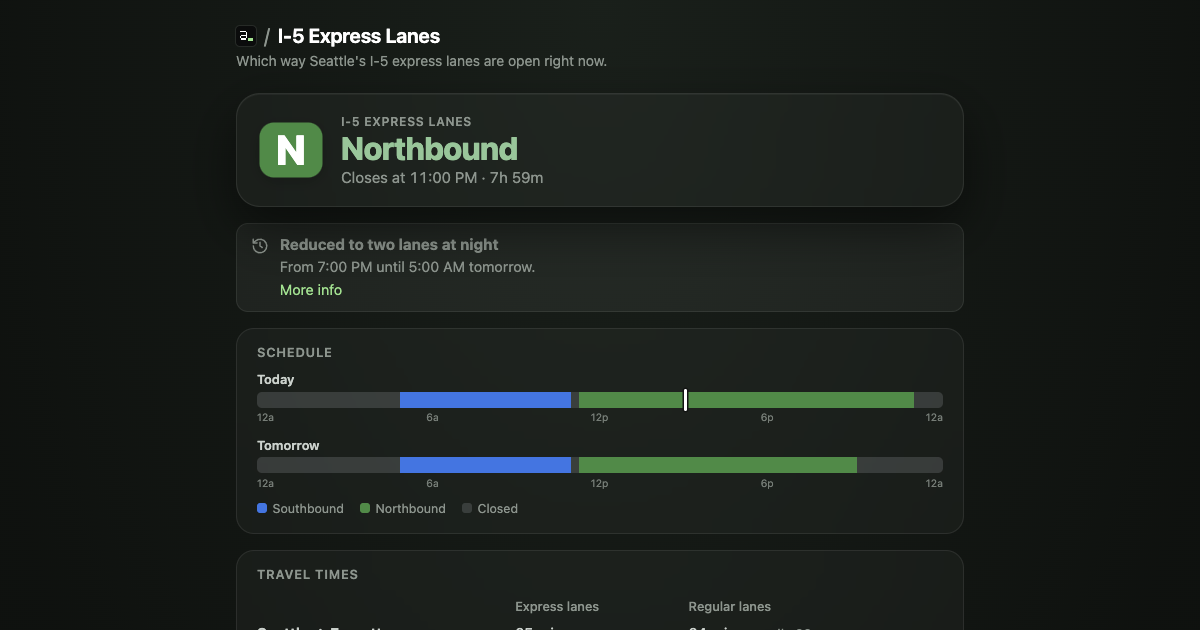 / I-5 Express Lanes
Which way Seattle's I-5 express lanes are open right now.
N
I-5 EXPRESS LANES
Northbound
Closes at 11:00 PM · 7h 59m
Reduced to two lanes at night
From 7:00 PM until 5:00 AM tomorrow.
More info
SCHEDULE
Today
12a 6a 12p 6p 12a
Tomorrow
12a 6a 12p 6p 12a
Southbound Northbound Closed
TRAVEL TIMES
Express lanes Regular lanes